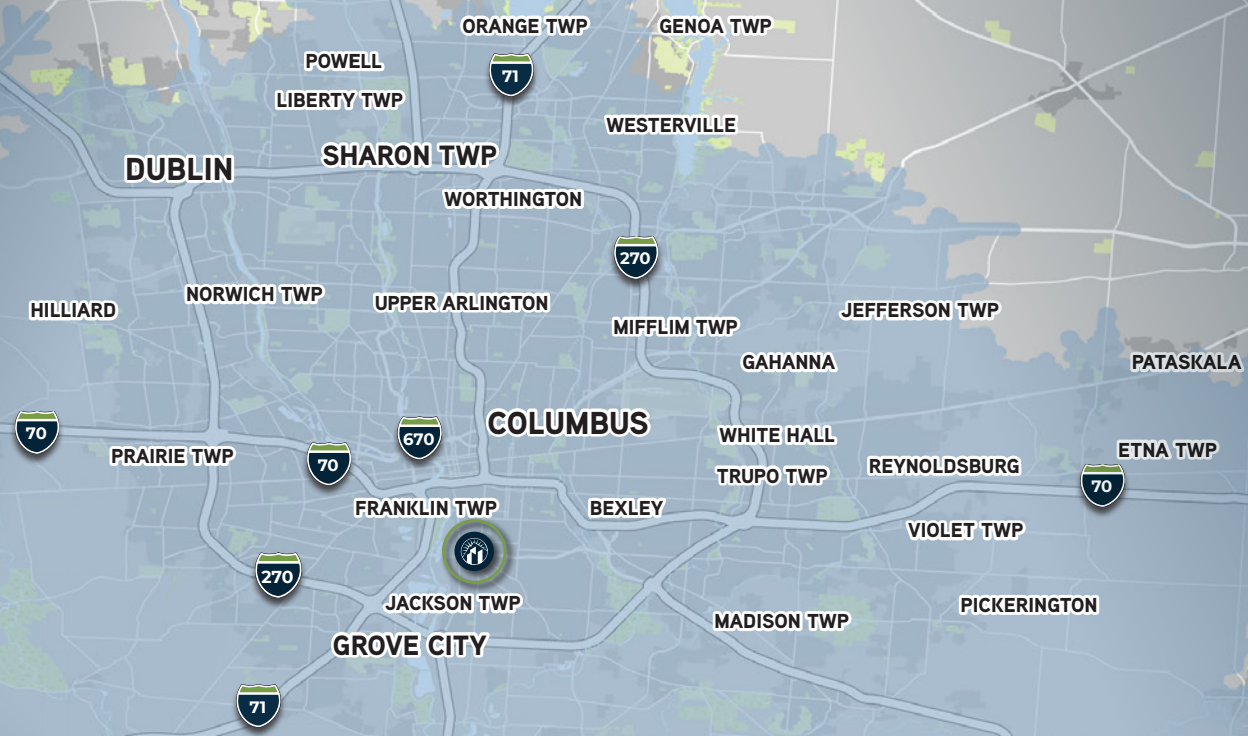 ORANGE TWP
GENOA TWP
POWELL
71
LIBERTY TWP
WESTERVILLE
SHARON TWP
DUBLIN
WORTHINGTON
270
NORWICH TWP
UPPER ARLINGTON
HILLIARD
JEFFERSON TWP
MIFFLIM TWP
GAHANNA
PATASKALA
COLUMBUS
70
670
WHITE HALL
ETNA TWP
PRAIRIE TWP
70
REYNOLDSBURG
TRUPO TWP
70
FRANKLIN TWP
BEXLEY
VIOLET TWP
270
JACKSON TWP
PICKERINGTON
MADISON TWP
GROVE CITY
71